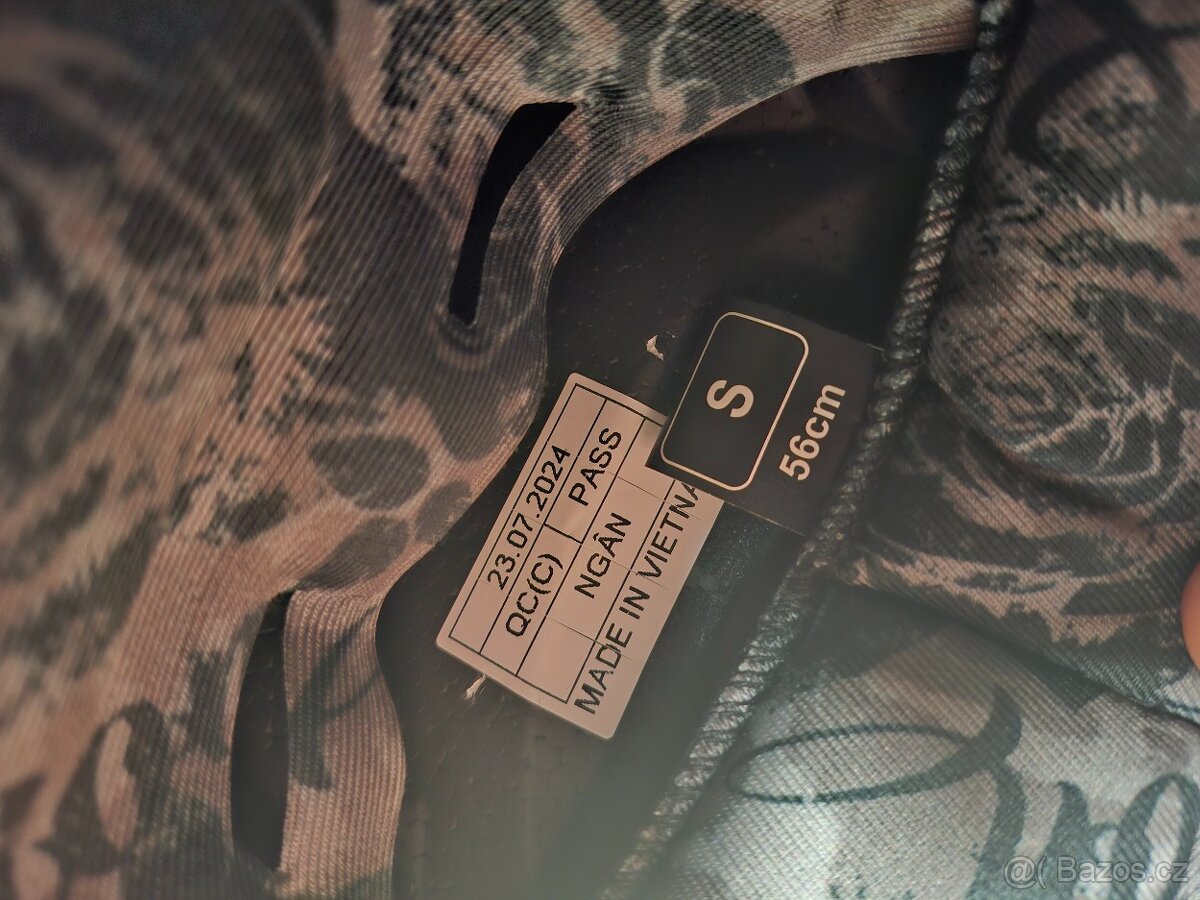 23.07.2024
QC(C) PASS
NGÂN
MADE IN VIETNA
S
56cm
@( Bazos.cz